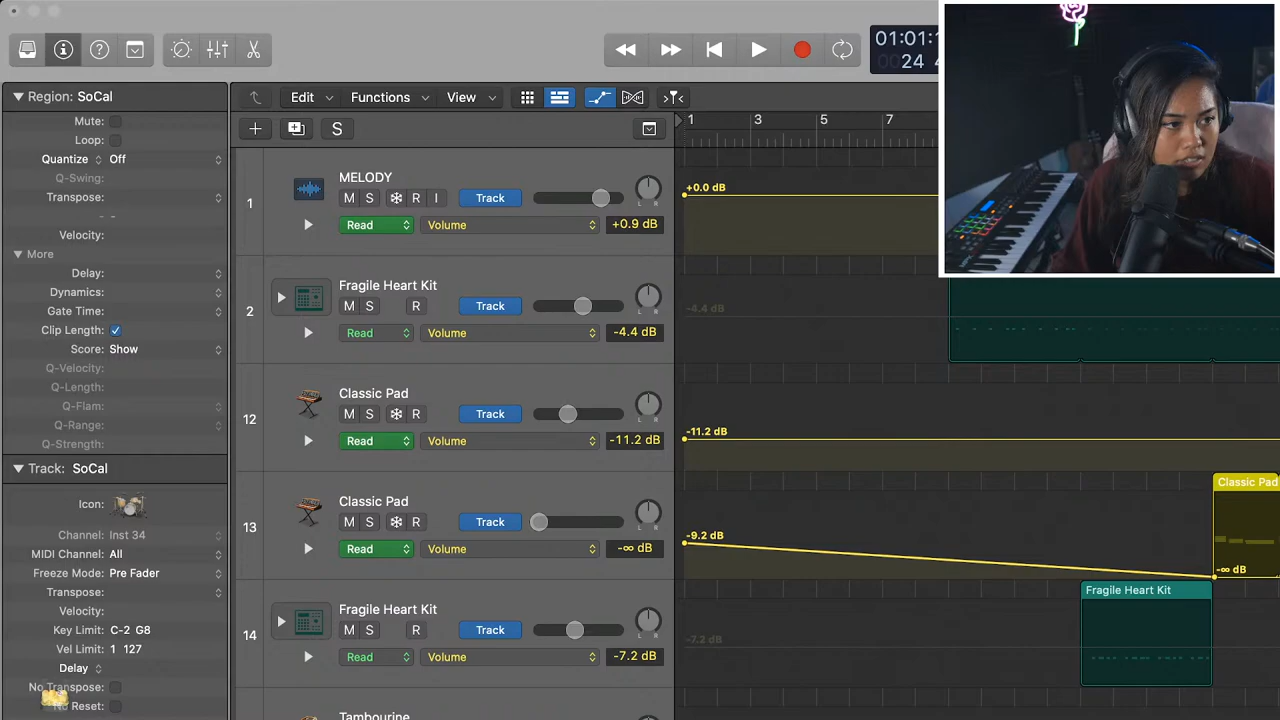 01:01:1
24 4
Region: SoCal
Mute:
Loop:
Quantize Off
Q-Swing:
Transpose:
- -
Velocity:
More
Delay:
Dynamics:
Gate Time:
Clip Length:
Score: Show
Q-Velocity:
Q-Length:
Q-Flam:
Q-Range:
Q-Strength:
Track: SoCal
Icon:
Channel: Inst 34
MIDI Channel: All
Freeze Mode: Pre Fader
Transpose:
Velocity:
Key Limit: C-2 G8
Vel Limit: 1 127
Delay
No Transpose:
No Reset:
Edit Functions View
S
1 3 5 7
1
MELODY
M S R I Track L R
Read Volume +0.9 dB
+0.0 dB
2
Fragile Heart Kit
M S R Track L R
Read Volume -4.4 dB
-4.4 dB
12
Classic Pad
M S R Track L R
Read Volume -11.2 dB
-11.2 dB
13
Classic Pad
M S R Track L R
Read Volume -∞ dB
-9.2 dB
Classic Pad
-∞ dB
14
Fragile Heart Kit
M S R Track L R
Read Volume -7.2 dB
-7.2 dB
Fragile Heart Kit
Tambourine